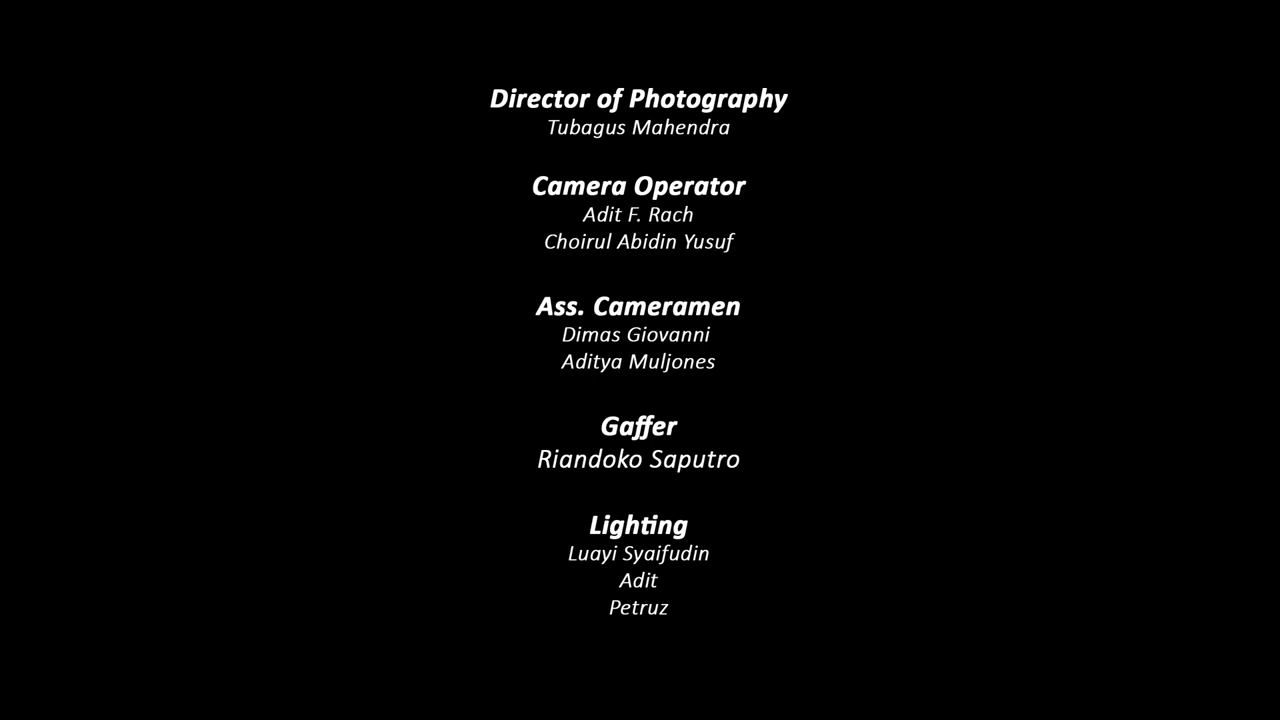 Director of Photography
Tubagus Mahendra
Camera Operator
Adit F. Rach
Choirul Abidin Yusuf
Ass. Cameramen
Dimas Giovanni
Aditya Muljones
Gaffer
Riandoko Saputro
Lighting
Luayi Syaifudin
Adit
Petruz